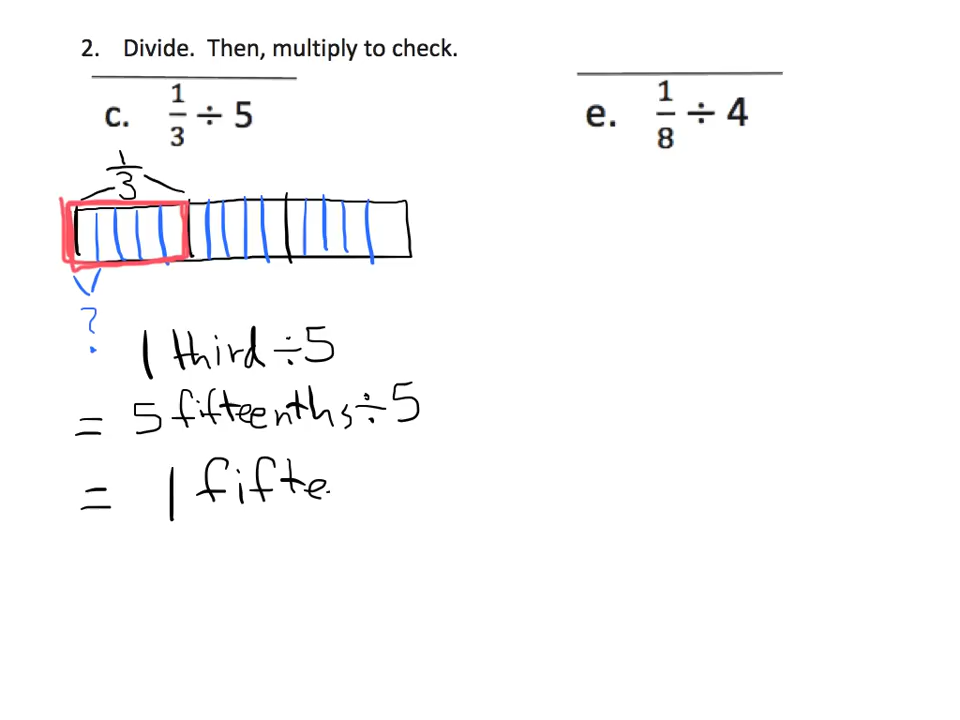 2. Divide. Then, multiply to check.
c. 1/3 ÷ 5
e. 1/8 ÷ 4
1/3
?
1 third ÷ 5
= 5 fifteenths ÷ 5
= 1 fifte